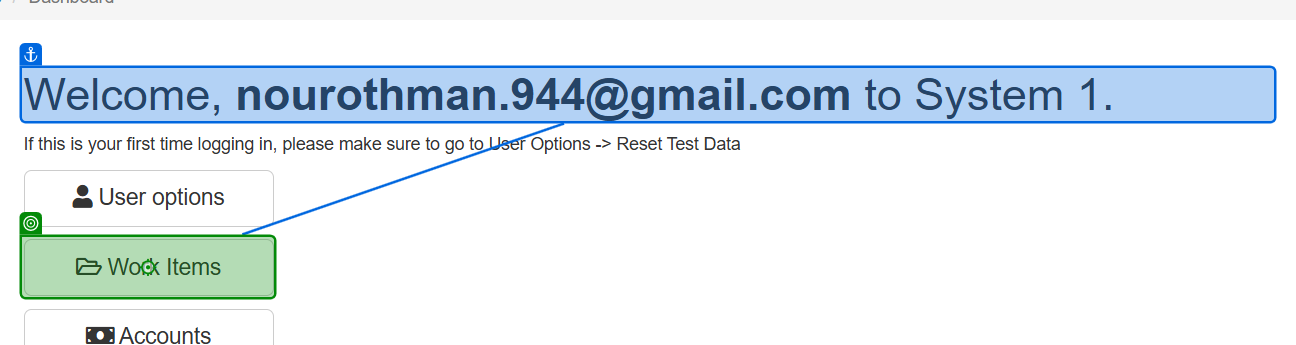 Dashboard
Welcome, nourothman.944@gmail.com to System 1.
If this is your first time logging in, please make sure to go to User Options -> Reset Test Data
User options
Work Items
Accounts